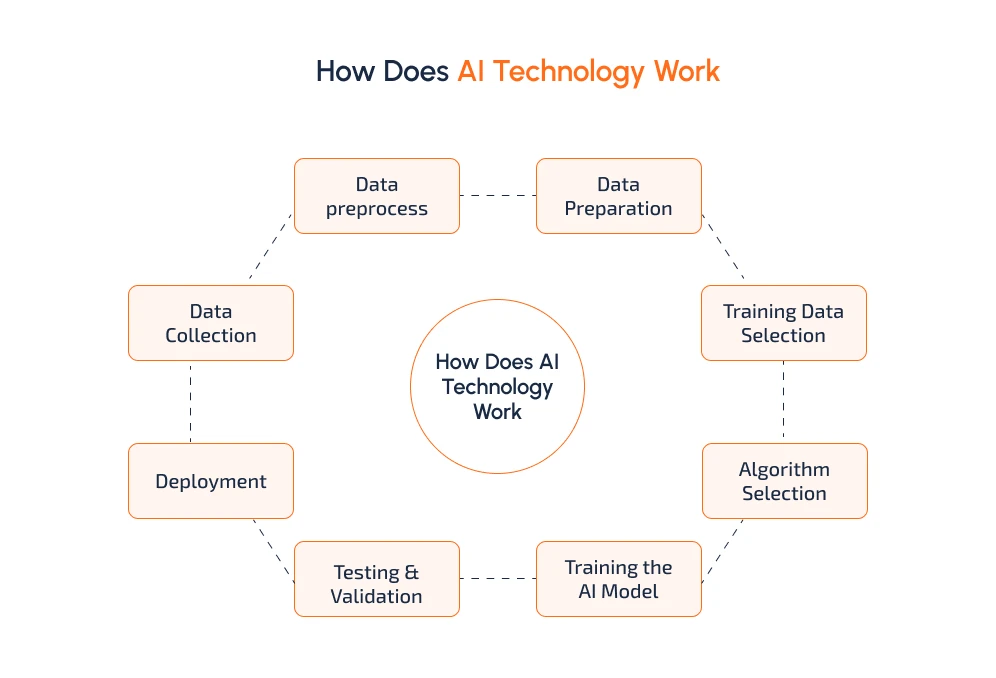 How Does AI Technology Work
Data
preprocess
Data
Preparation
Data
Collection
Training Data
Selection
How Does AI
Technology
Work
Deployment
Algorithm
Selection
Testing &
Validation
Training the
AI Model